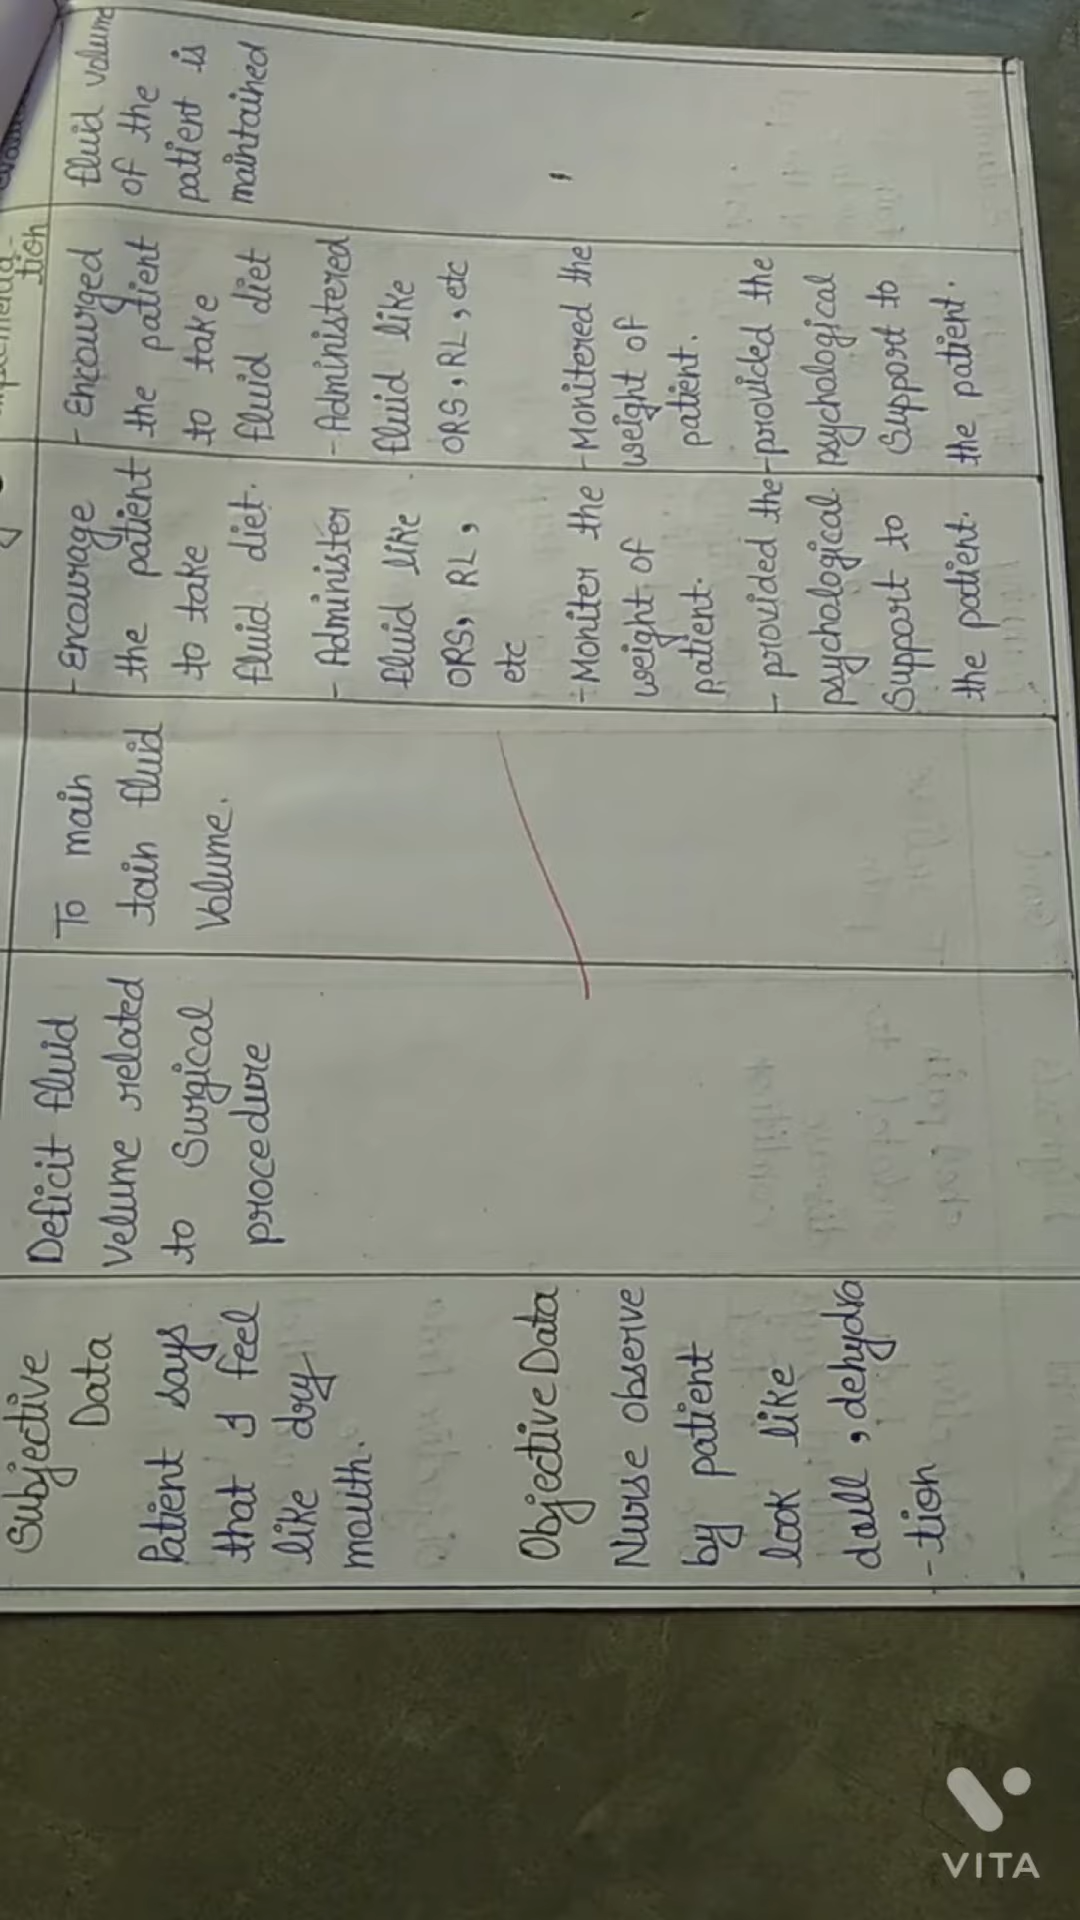 Subjective
Data
Patient says
that I feel
like dry
mouth.
Objective Data
Nurse observe
by patient
look like
dull, dehydra
-tion
Deficit fluid
velume related
to Surgical
procedure
To main
tain fluid
Volume.
- Encourage
the patient
to take
fluid diet.
- Administer
fluid like
ORS, RL,
etc
- Moniter the
weight of
patient.
- provided the
psychological
Support to
the patient.
tion
- Encourged
the patient
to take
fluid diet
- Administered
fluid like
ORS, RL, etc
- Monitered the
weight of
patient.
- provided the
psychological
Support to
the patient.
fluid volume
of the
patient is
maintained
VITA